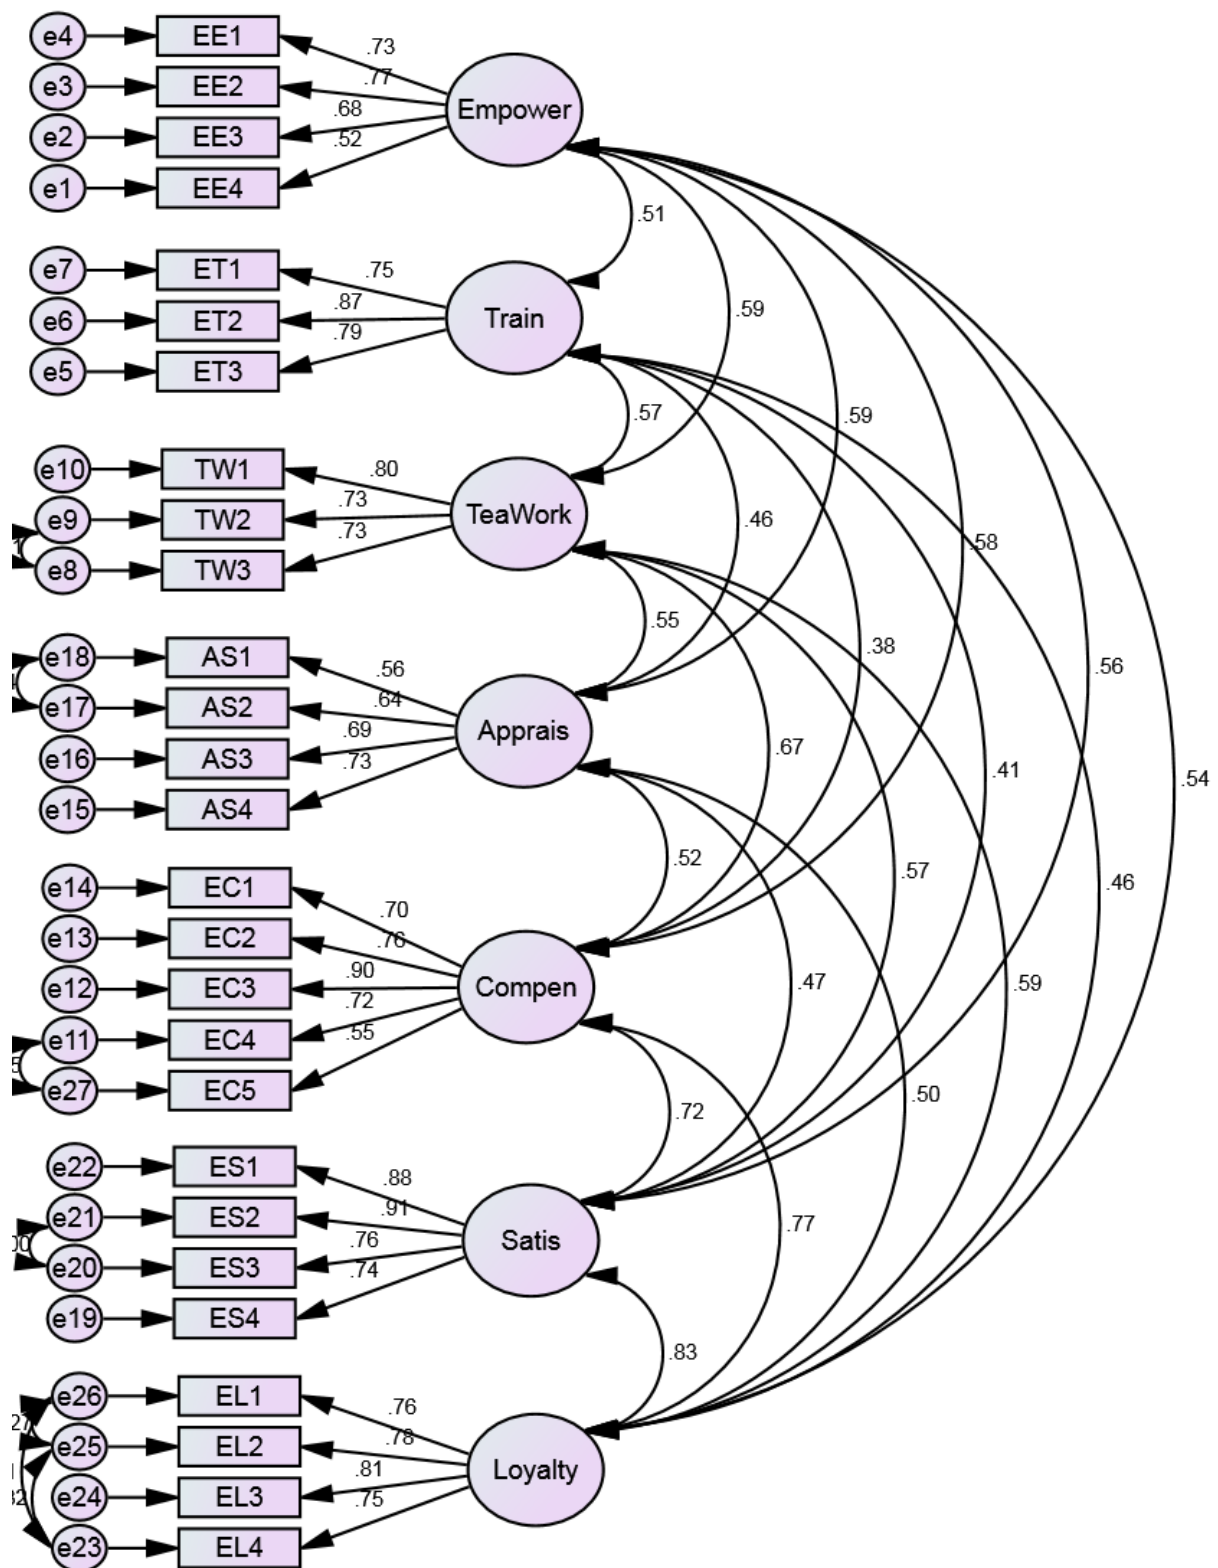 e4 EE1 .73
e3 EE2 .77 Empower
e2 EE3 .68
e1 EE4 .52
.51
e7 ET1 .75
e6 ET2 .87 Train .59
e5 ET3 .79
.57 .59
e10 TW1 .80
e9 TW2 .73 TeaWork .46
e8 TW3 .73 .58
.55 .38
e18 AS1 .56 .56
e17 AS2 .64
e16 AS3 .69 Apprais .67
e15 AS4 .73 .41 .54
.52 .57 .46
e14 EC1 .70
e13 EC2 .76
e12 EC3 .90 Compen .47 .59
e11 EC4 .72
e27 EC5 .55
.72 .50
e22 ES1 .88
e21 ES2 .91 .77
e20 ES3 .76 Satis
e19 ES4 .74
.83
e26 EL1 .76
e25 EL2 .78
e24 EL3 .81 Loyalty
e23 EL4 .75